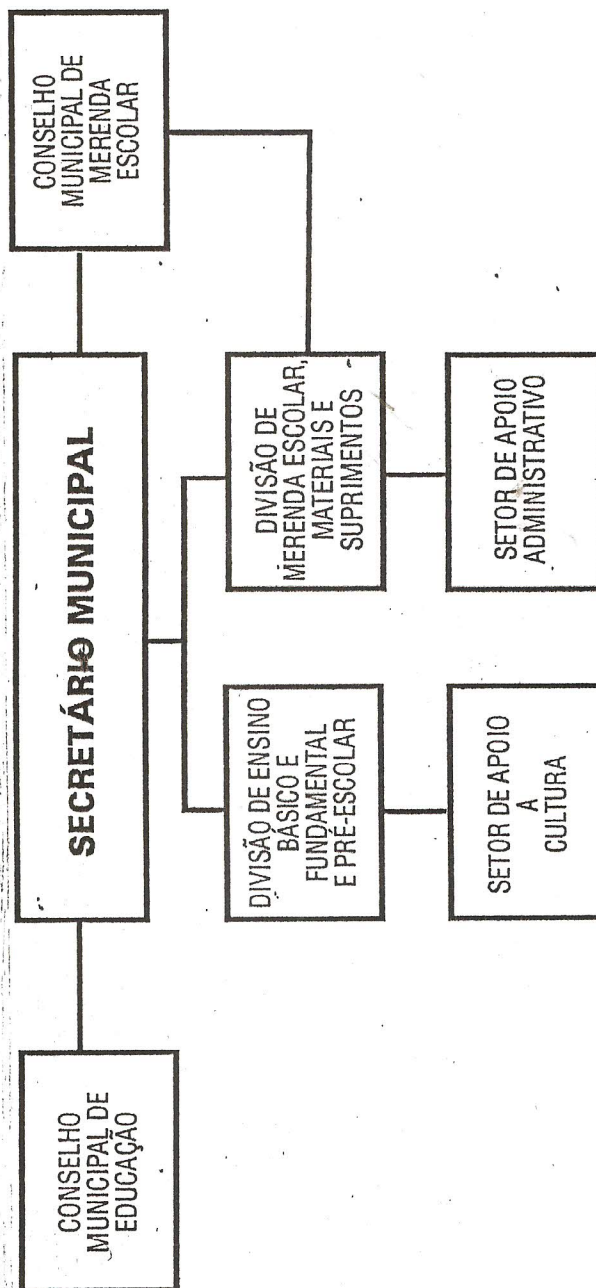 CONSELHO
MUNICIPAL DE
EDUCAÇÃO
SECRETÁRIO MUNICIPAL
CONSELHO
MUNICIPAL DE
MERENDA
ESCOLAR
DIVISÃO DE ENSINO
BÁSICO E
FUNDAMENTAL
E PRÉ-ESCOLAR
DIVISÃO DE
MERENDA ESCOLAR,
MATERIAIS E
SUPRIMENTOS
SETOR DE APOIO
A
CULTURA
SETOR DE APOIO
ADMINISTRATIVO